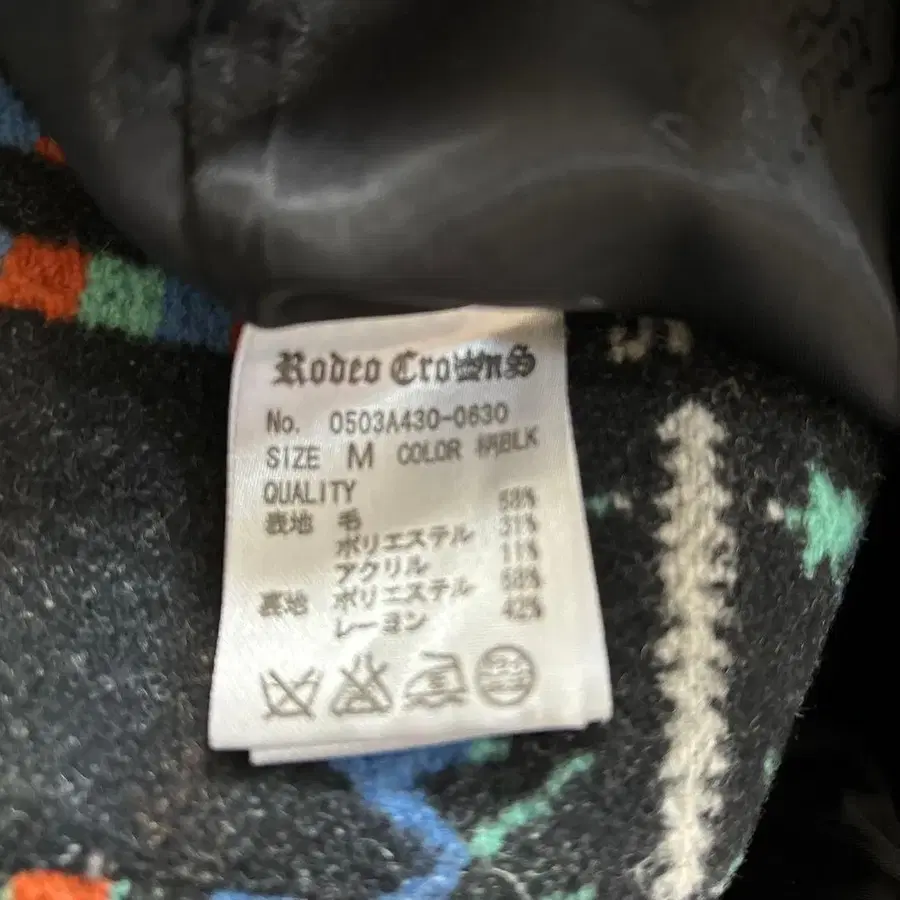 Rodeo Crowns
No. 0503A430-0630
SIZE M COLOR 柄BLK
QUALITY
表地 毛 58%
ポリエステル 31%
アクリル 11%
裏地 ポリエステル 58%
レーヨン 42%